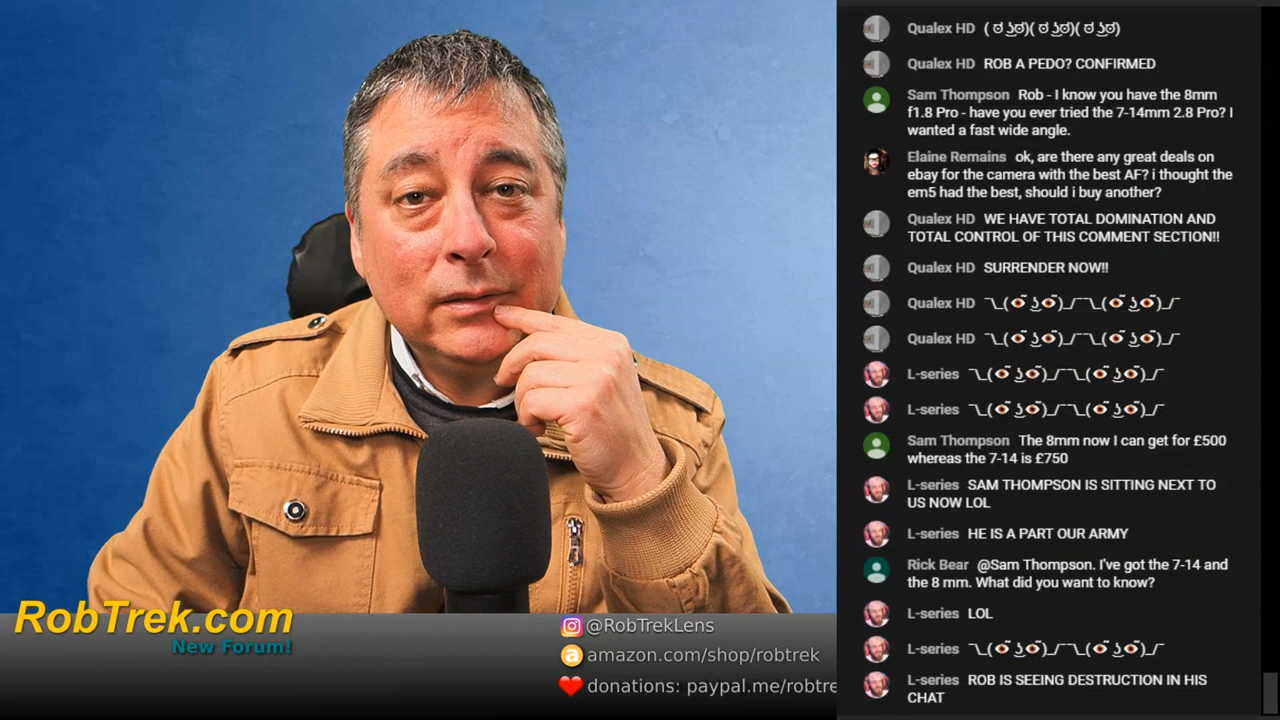 RobTrek.com
New Forum!
@RobTrekLens
amazon.com/shop/robtrek
donations: paypal.me/robtre
Qualex HD ( ಠ ͜ʖಠ)( ಠ ͜ʖಠ)( ಠ ͜ʖಠ)
Qualex HD ROB A PEDO? CONFIRMED
Sam Thompson Rob - I know you have the 8mm
f1.8 Pro - have you ever tried the 7-14mm 2.8 Pro? I
wanted a fast wide angle.
Elaine Remains ok, are there any great deals on
ebay for the camera with the best AF? i thought the
em5 had the best, should i buy another?
Qualex HD WE HAVE TOTAL DOMINATION AND
TOTAL CONTROL OF THIS COMMENT SECTION!!
Qualex HD SURRENDER NOW!!
Qualex HD ¯\_(👁 ͜ʖ👁)_/¯¯\_(👁 ͜ʖ👁)_/¯
Qualex HD ¯\_(👁 ͜ʖ👁)_/¯¯\_(👁 ͜ʖ👁)_/¯
L-series ¯\_(👁 ͜ʖ👁)_/¯¯\_(👁 ͜ʖ👁)_/¯
L-series ¯\_(👁 ͜ʖ👁)_/¯¯\_(👁 ͜ʖ👁)_/¯
Sam Thompson The 8mm now I can get for £500
whereas the 7-14 is £750
L-series SAM THOMPSON IS SITTING NEXT TO
US NOW LOL
L-series HE IS A PART OUR ARMY
Rick Bear @Sam Thompson. I've got the 7-14 and
the 8 mm. What did you want to know?
L-series LOL
L-series ¯\_(👁 ͜ʖ👁)_/¯¯\_(👁 ͜ʖ👁)_/¯
L-series ROB IS SEEING DESTRUCTION IN HIS
CHAT